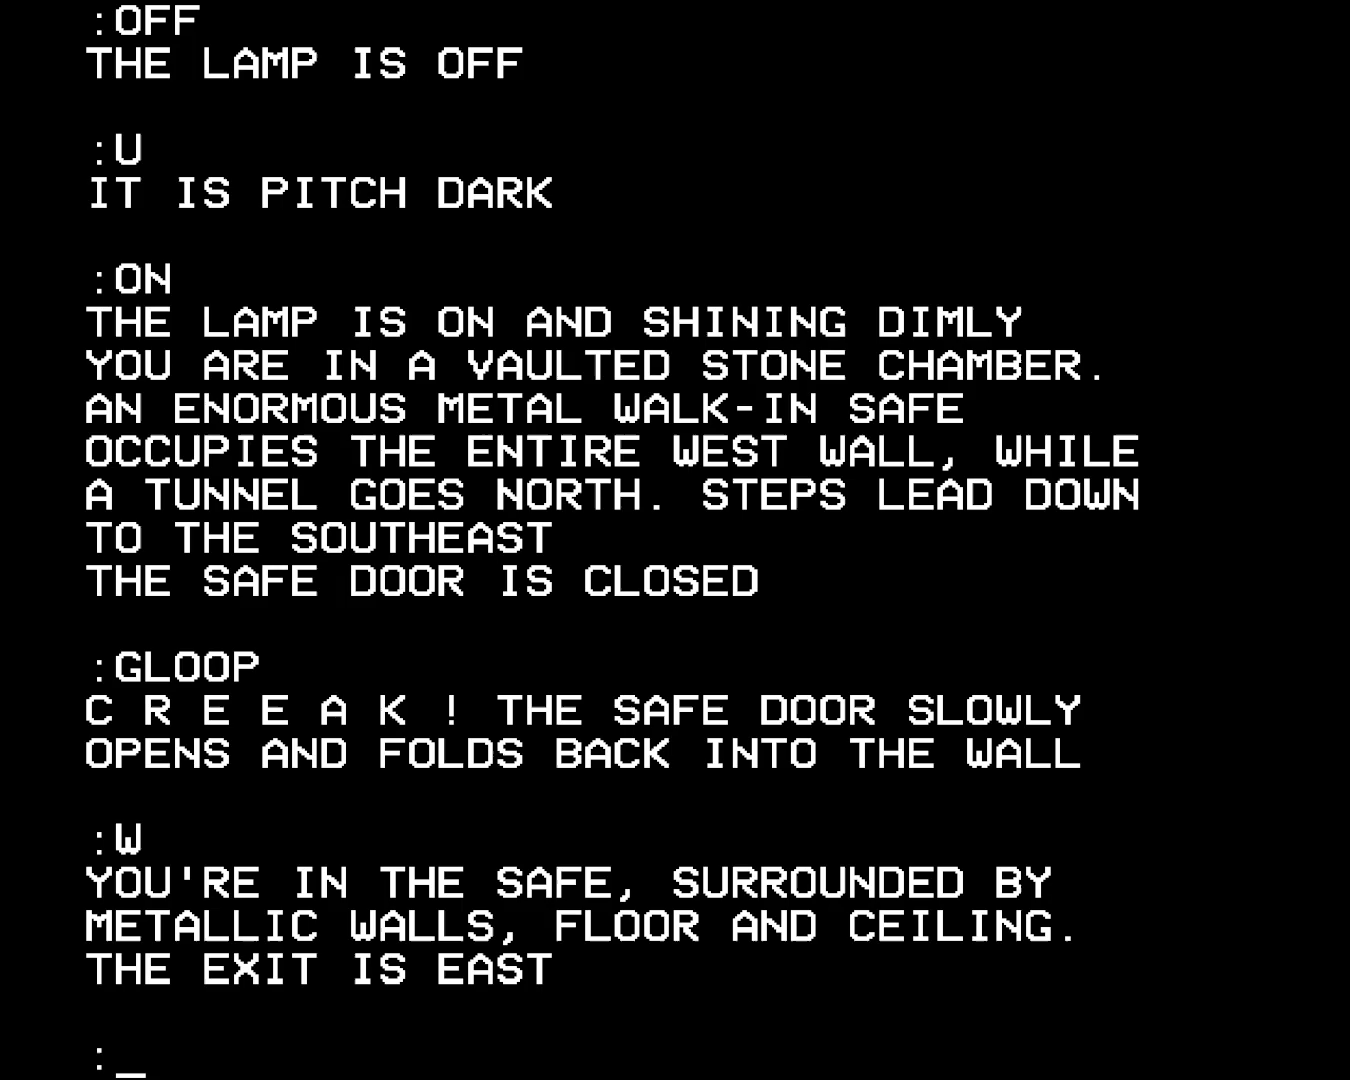 :OFF
THE LAMP IS OFF
:U
IT IS PITCH DARK
:ON
THE LAMP IS ON AND SHINING DIMLY
YOU ARE IN A VAULTED STONE CHAMBER.
AN ENORMOUS METAL WALK-IN SAFE
OCCUPIES THE ENTIRE WEST WALL, WHILE
A TUNNEL GOES NORTH. STEPS LEAD DOWN
TO THE SOUTHEAST
THE SAFE DOOR IS CLOSED
:GLOOP
C R E E A K ! THE SAFE DOOR SLOWLY
OPENS AND FOLDS BACK INTO THE WALL
:W
YOU'RE IN THE SAFE, SURROUNDED BY
METALLIC WALLS, FLOOR AND CEILING.
THE EXIT IS EAST
:_